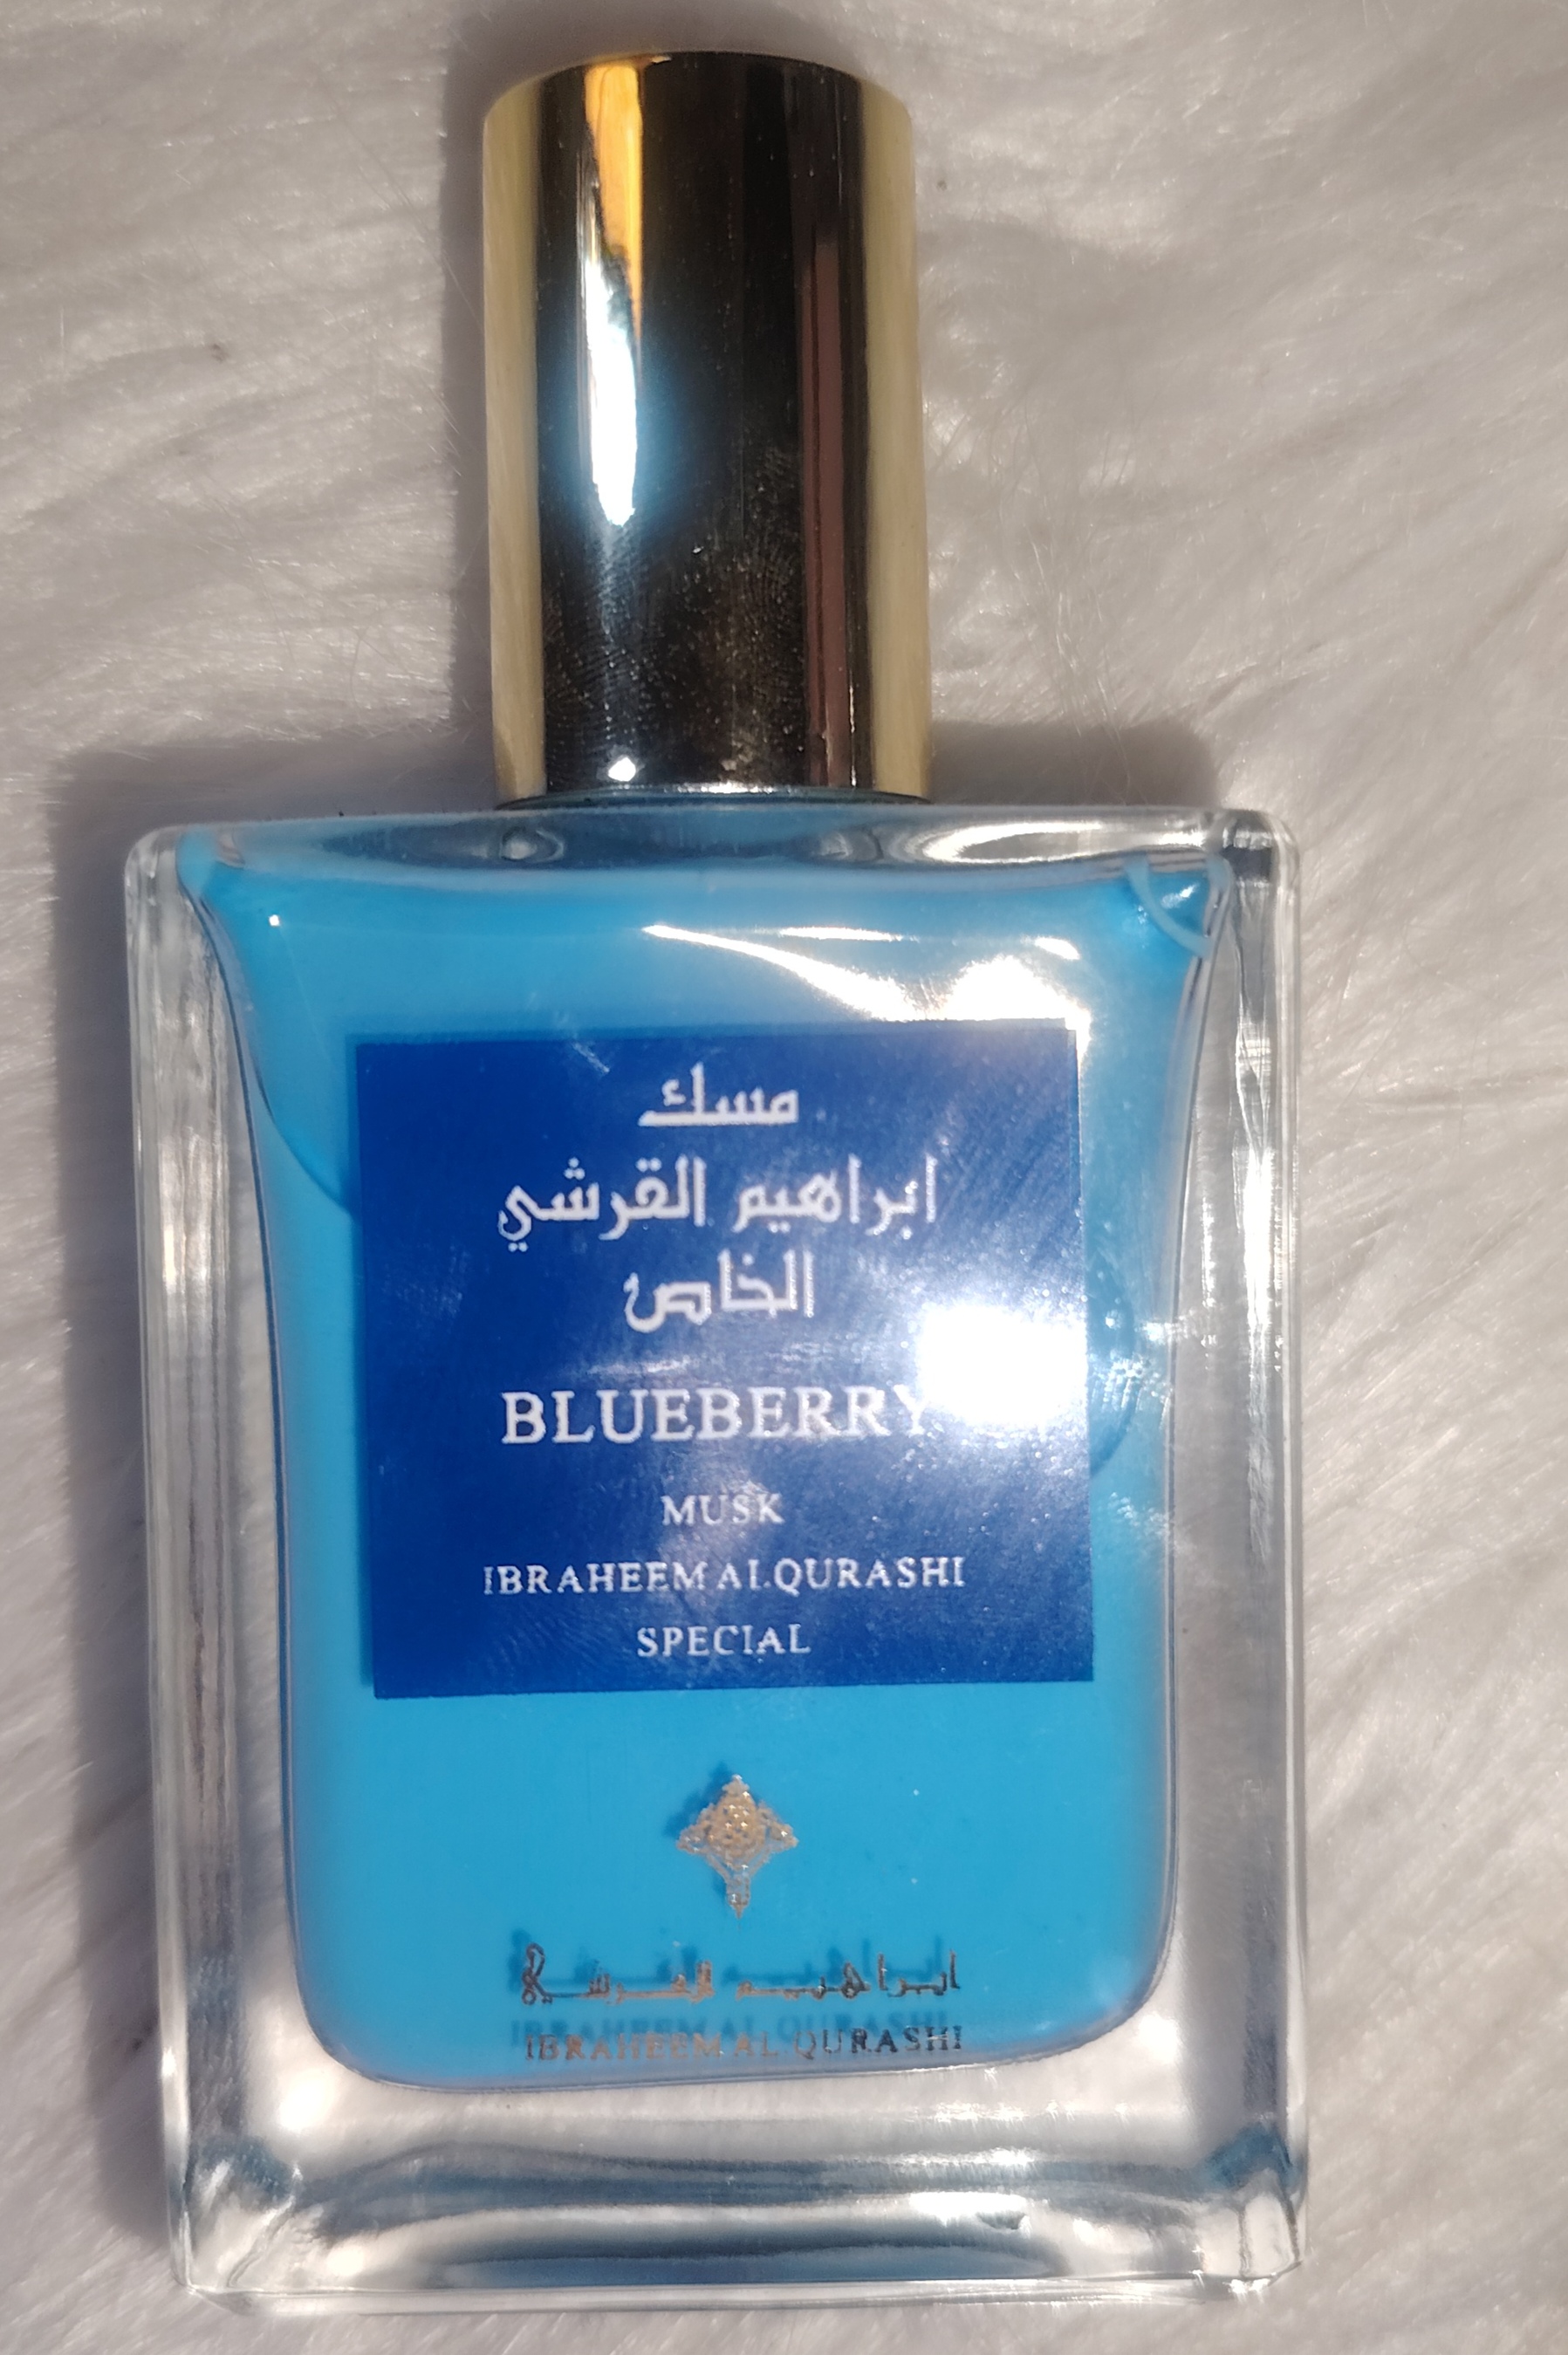 مسك
ابراهيم القرشي
الخاص
BLUEBERRY
MUSK
IBRAHEEM ALQURASHI
SPECIAL
ابراهيم القرشي
IBRAHEEM AL QURASHI